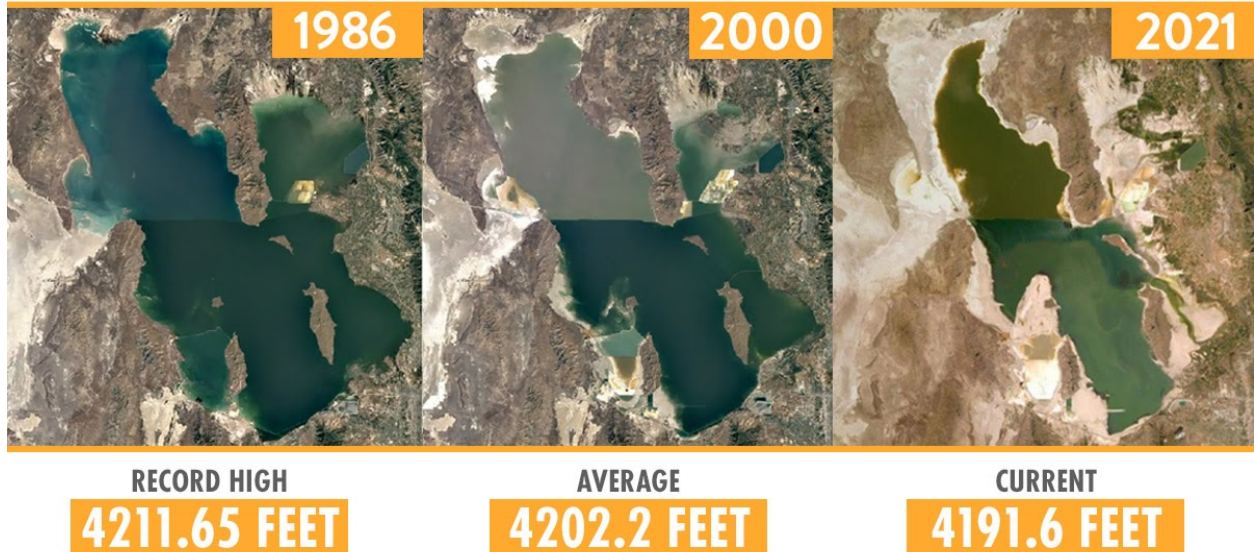 1986
2000
2021
RECORD HIGH
4211.65 FEET
AVERAGE
4202.2 FEET
CURRENT
4191.6 FEET